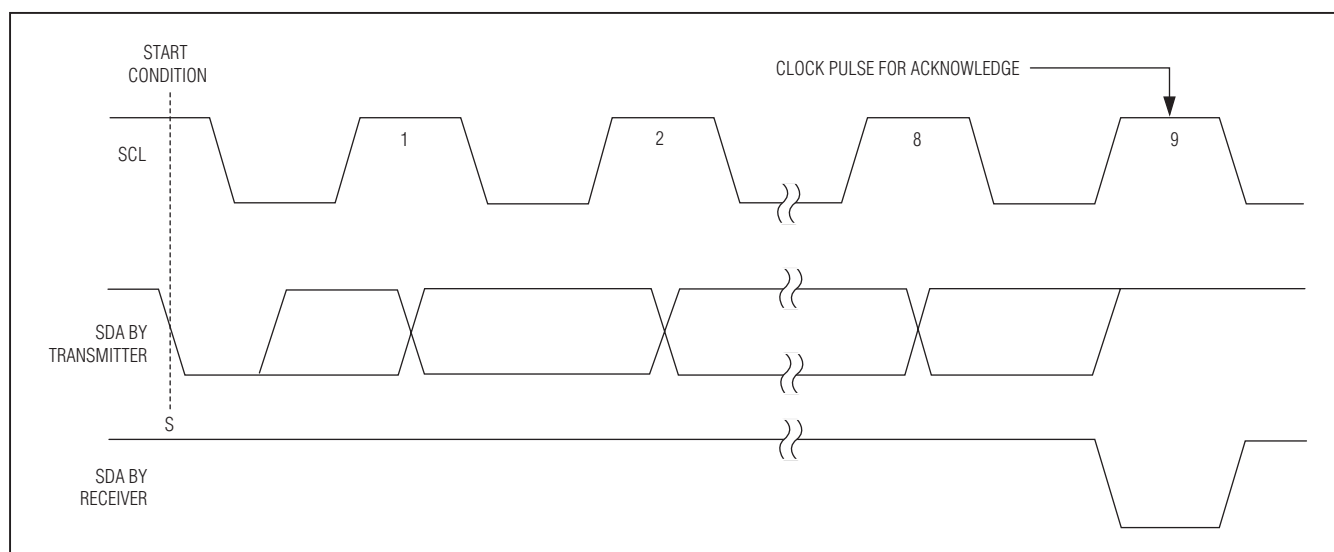 START
CONDITION
CLOCK PULSE FOR ACKNOWLEDGE
SCL
1
2
8
9
SDA BY
TRANSMITTER
S
SDA BY
RECEIVER